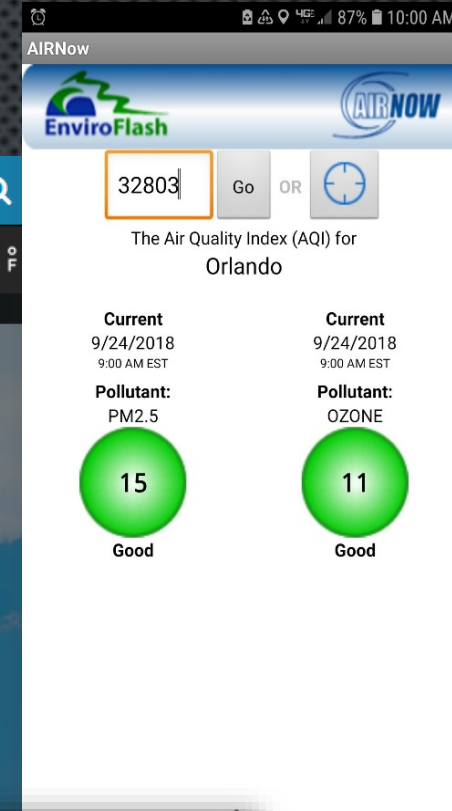 4GE 87% 10:00 AM
AIRNow
EnviroFlash
AIRNOW
32803 Go OR
The Air Quality Index (AQI) for
Orlando
Current Current
9/24/2018 9/24/2018
9:00 AM EST 9:00 AM EST
Pollutant: Pollutant:
PM2.5 OZONE
15 11
Good Good
°F